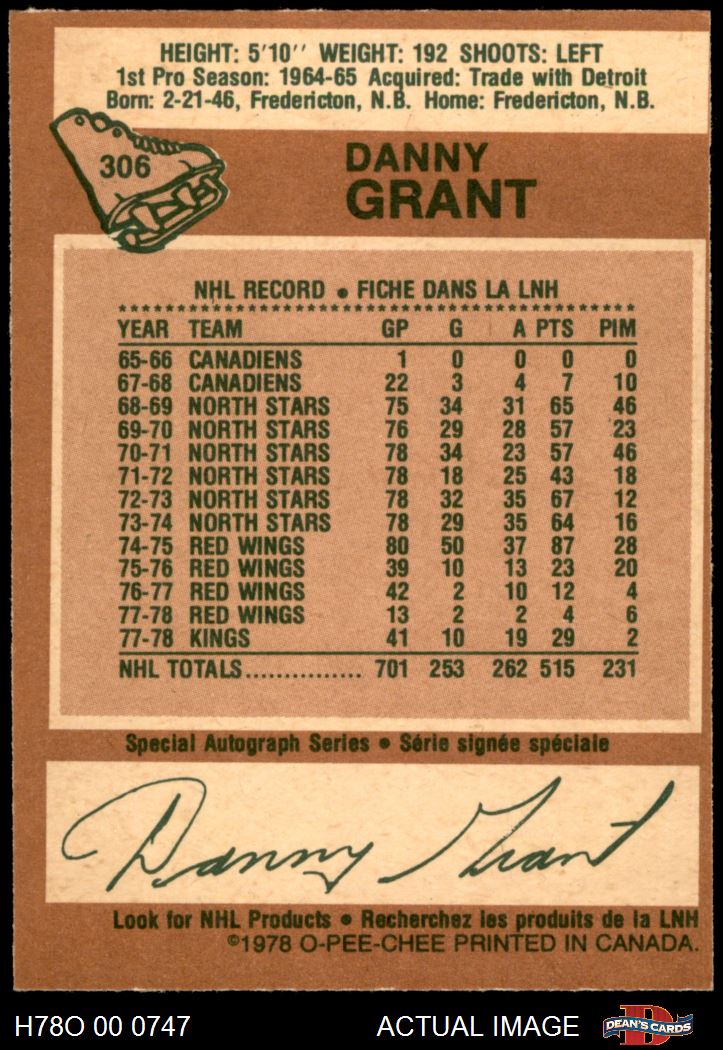 HEIGHT: 5'10'' WEIGHT: 192 SHOOTS: LEFT
1st Pro Season: 1964-65 Acquired: Trade with Detroit
Born: 2-21-46, Fredericton, N.B. Home: Fredericton, N.B.
306
DANNY
GRANT
NHL RECORD • FICHE DANS LA LNH
YEAR TEAM GP G A PTS PIM
65-66 CANADIENS 1 0 0 0 0
67-68 CANADIENS 22 3 4 7 10
68-69 NORTH STARS 75 34 31 65 46
69-70 NORTH STARS 76 29 28 57 23
70-71 NORTH STARS 78 34 23 57 46
71-72 NORTH STARS 78 18 25 43 18
72-73 NORTH STARS 78 32 35 67 12
73-74 NORTH STARS 78 29 35 64 16
74-75 RED WINGS 80 50 37 87 28
75-76 RED WINGS 39 10 13 23 20
76-77 RED WINGS 42 2 10 12 4
77-78 RED WINGS 13 2 2 4 6
77-78 KINGS 41 10 19 29 2
NHL TOTALS............... 701 253 262 515 231
Special Autograph Series • Série signée spéciale
Danny Grant
Look for NHL Products • Recherchez les produits de la LNH
©1978 O-PEE-CHEE PRINTED IN CANADA.
H78O 00 0747 ACTUAL IMAGE D DEAN'S CARDS